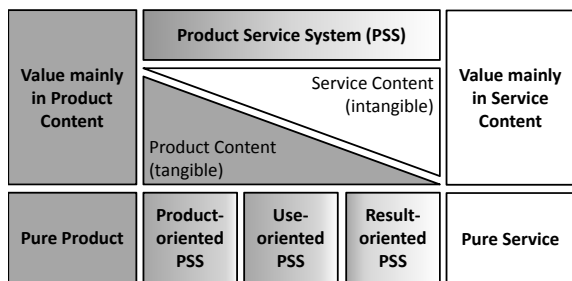 Product Service System (PSS)
Value mainly
in Product
Content
Service Content
(intangible)
Product Content
(tangible)
Value mainly
in Service
Content
Pure Product
Product-
oriented
PSS
Use-
oriented
PSS
Result-
oriented
PSS
Pure Service